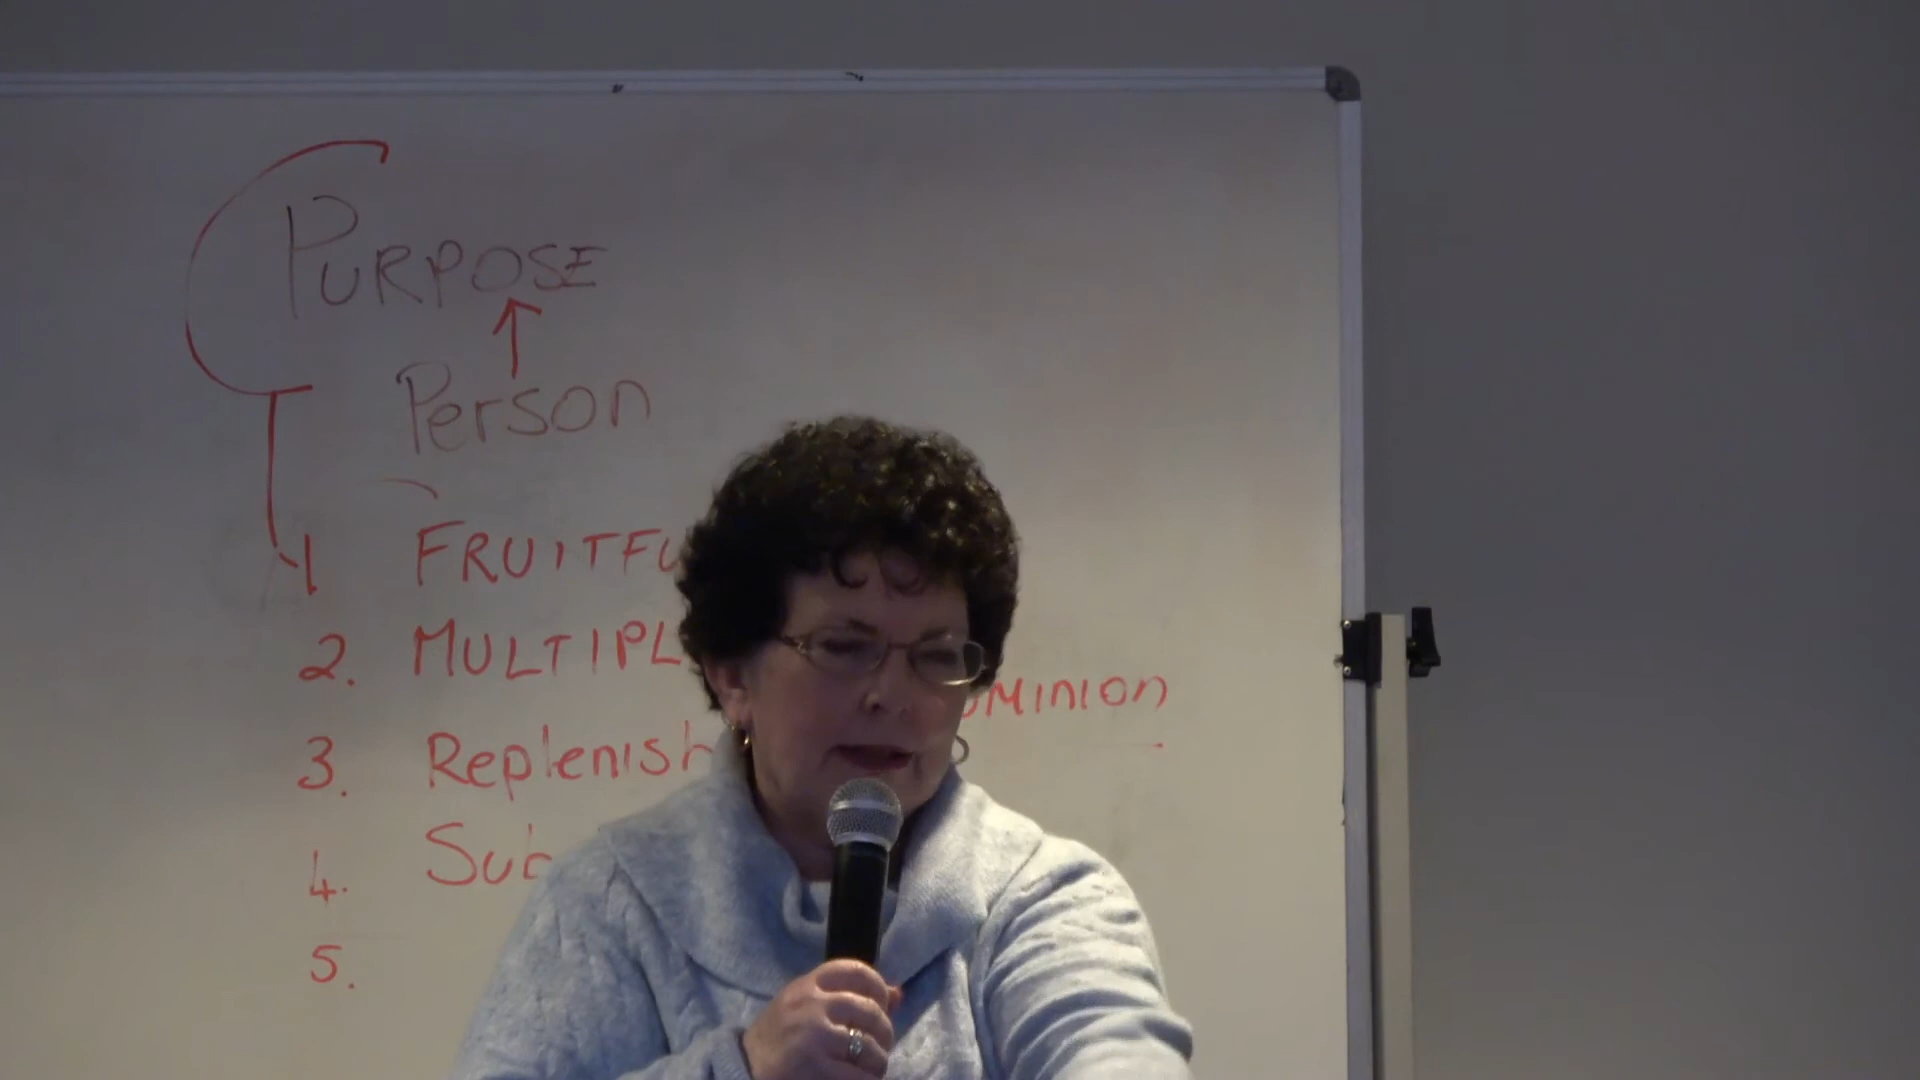 PURPOSE
Person
1 FRUITFU
2. MULTIPL
OMINION
3. Replenish
4. Sub
5.